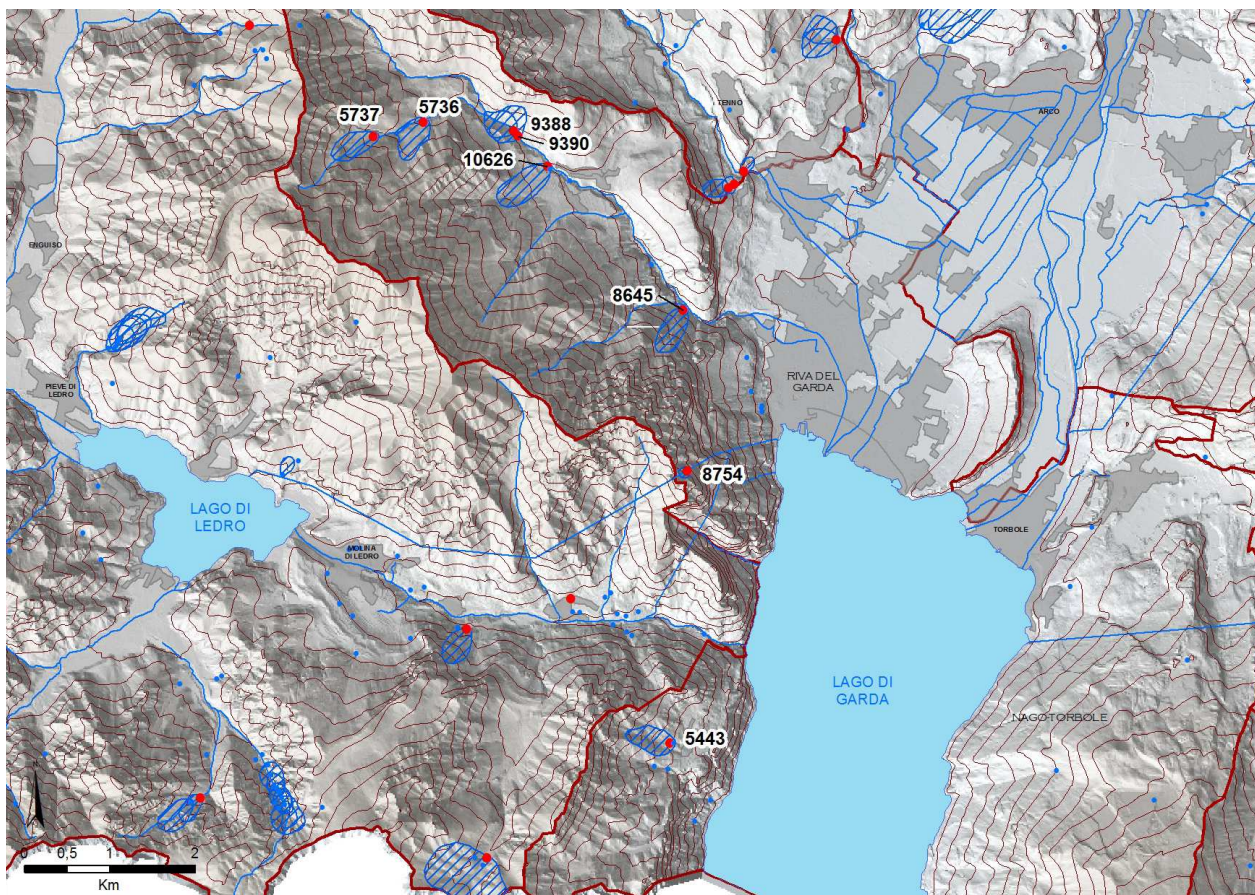 TENNO
ARCO
5737
5736
9388
9390
10626
ENGUISO
8645
PIEVE DI
LEDRO
RIVA DEL
GARDA
8754
LAGO DI
LEDRO
TORBOLE
MOLINA
DI LEDRO
LAGO DI
GARDA
NAGO-TORBOLE
5443
0 0,5 1 2
Km